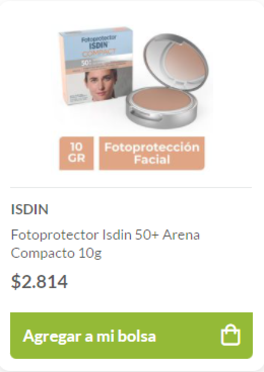 Fotoprotector
ISDIN
COMPACT
50+
10
GR
Fotoprotección
Facial
ISDIN
Fotoprotector Isdin 50+ Arena
Compacto 10g
$2.814
Agregar a mi bolsa